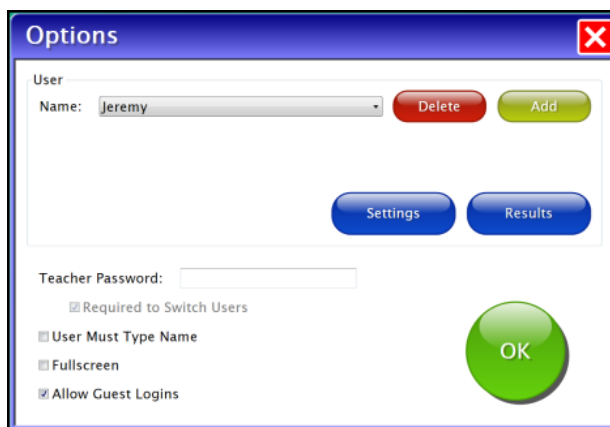 Options
User
Name: Jeremy Delete Add
Settings Results
Teacher Password:
Required to Switch Users
User Must Type Name
Fullscreen
Allow Guest Logins
OK